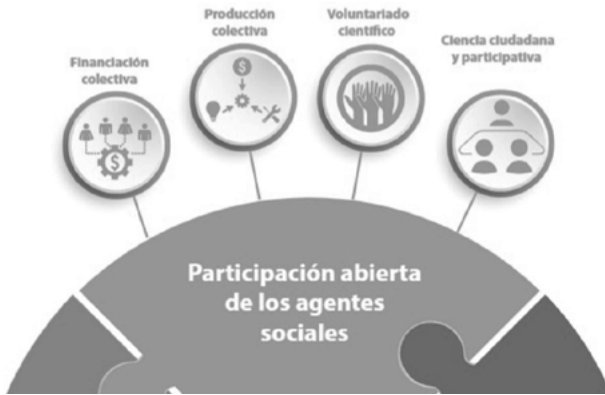 Financiación
colectiva
Producción
colectiva
Voluntariado
científico
Ciencia ciudadana
y participativa
$
$
Participación abierta
de los agentes
sociales